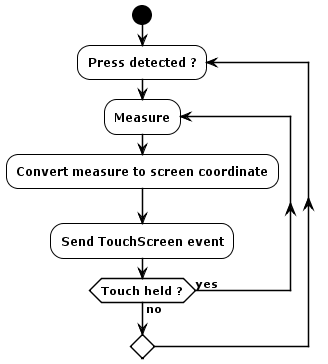 Press detected ?
Measure
Convert measure to screen coordinate
Send TouchScreen event
Touch held ?
yes
no